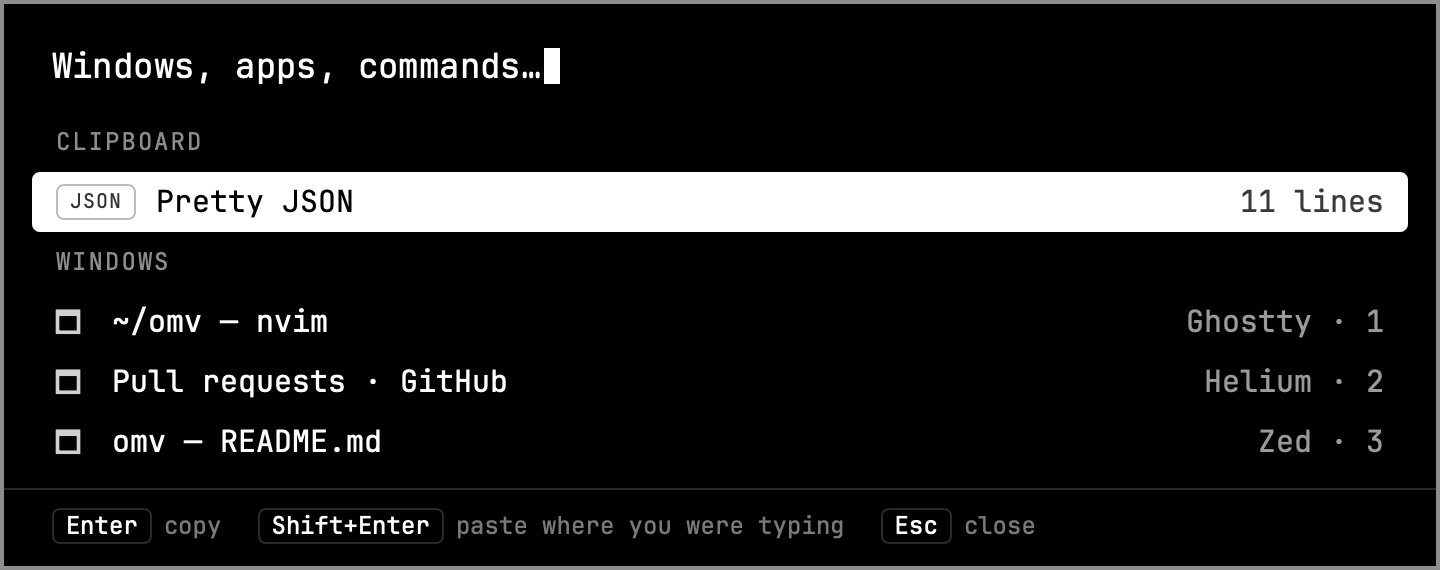 Windows, apps, commands…
CLIPBOARD
JSON Pretty JSON 11 lines
WINDOWS
~/omv — nvim Ghostty · 1
Pull requests · GitHub Helium · 2
omv — README.md Zed · 3
Enter copy Shift+Enter paste where you were typing Esc close